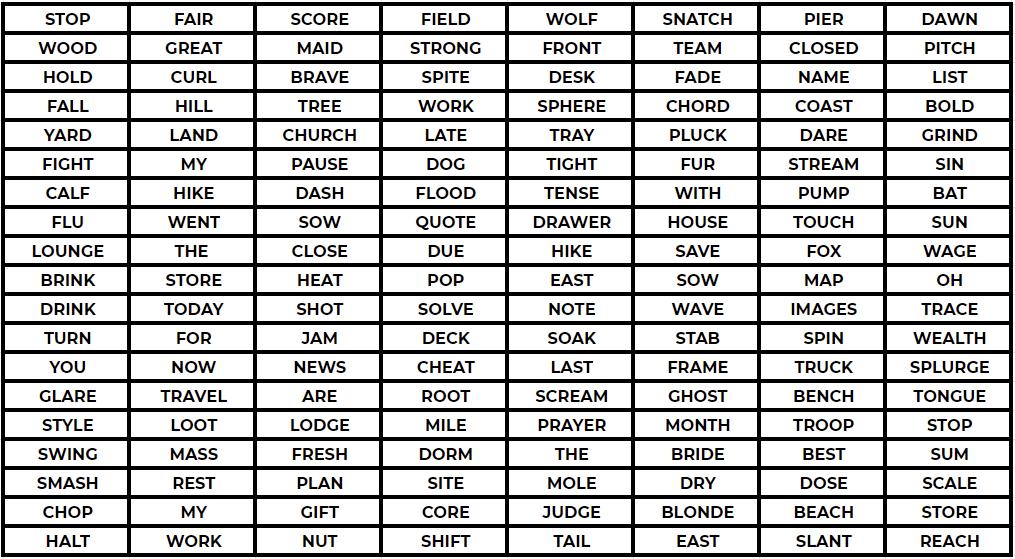 STOP FAIR SCORE FIELD WOLF SNATCH PIER DAWN
WOOD GREAT MAID STRONG FRONT TEAM CLOSED PITCH
HOLD CURL BRAVE SPITE DESK FADE NAME LIST
FALL HILL TREE WORK SPHERE CHORD COAST BOLD
YARD LAND CHURCH LATE TRAY PLUCK DARE GRIND
FIGHT MY PAUSE DOG TIGHT FUR STREAM SIN
CALF HIKE DASH FLOOD TENSE WITH PUMP BAT
FLU WENT SOW QUOTE DRAWER HOUSE TOUCH SUN
LOUNGE THE CLOSE DUE HIKE SAVE FOX WAGE
BRINK STORE HEAT POP EAST SOW MAP OH
DRINK TODAY SHOT SOLVE NOTE WAVE IMAGES TRACE
TURN FOR JAM DECK SOAK STAB SPIN WEALTH
YOU NOW NEWS CHEAT LAST FRAME TRUCK SPLURGE
GLARE TRAVEL ARE ROOT SCREAM GHOST BENCH TONGUE
STYLE LOOT LODGE MILE PRAYER MONTH TROOP STOP
SWING MASS FRESH DORM THE BRIDE BEST SUM
SMASH REST PLAN SITE MOLE DRY DOSE SCALE
CHOP MY GIFT CORE JUDGE BLONDE BEACH STORE
HALT WORK NUT SHIFT TAIL EAST SLANT REACH